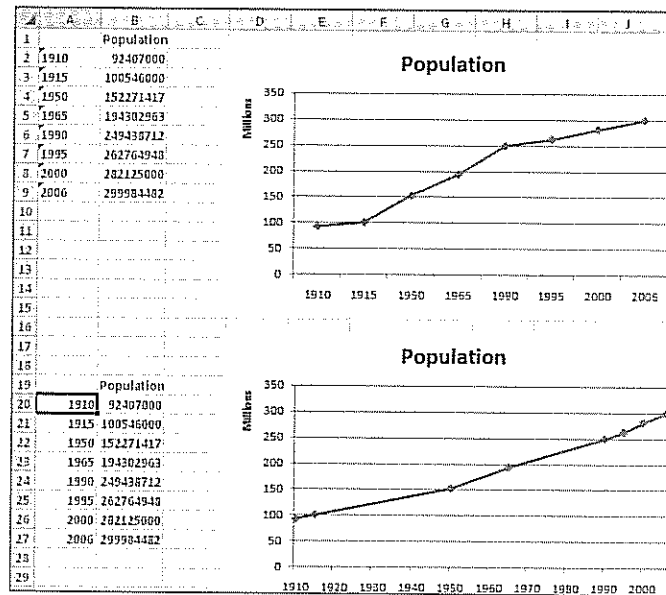 A B C D E F G H I J
1 Population
2 1910 92407000
3 1915 100546000
4 1950 152271417
5 1965 194302963
6 1990 249438712
7 1995 262764948
8 2000 282125000
9 2006 299984482
10
11
12
13
14
15
16
17
18
19 Population
20 1910 92407000
21 1915 100546000
22 1950 152271417
23 1965 194302963
24 1990 249438712
25 1995 262764948
26 2000 282125000
27 2006 299984482
28
29
Population
Millions
350
300
250
200
150
100
50
0
1910 1915 1950 1965 1990 1995 2000 2006
Population
Millions
350
300
250
200
150
100
50
0
1910 1920 1930 1940 1950 1960 1970 1980 1990 2000